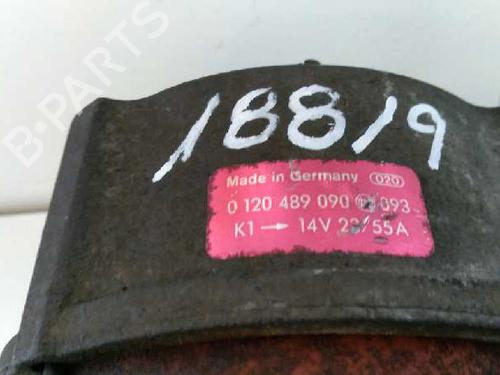 B-PARTS
18819
Made in Germany 020
0 120 489 090 093
K1 → 14V 23/55A